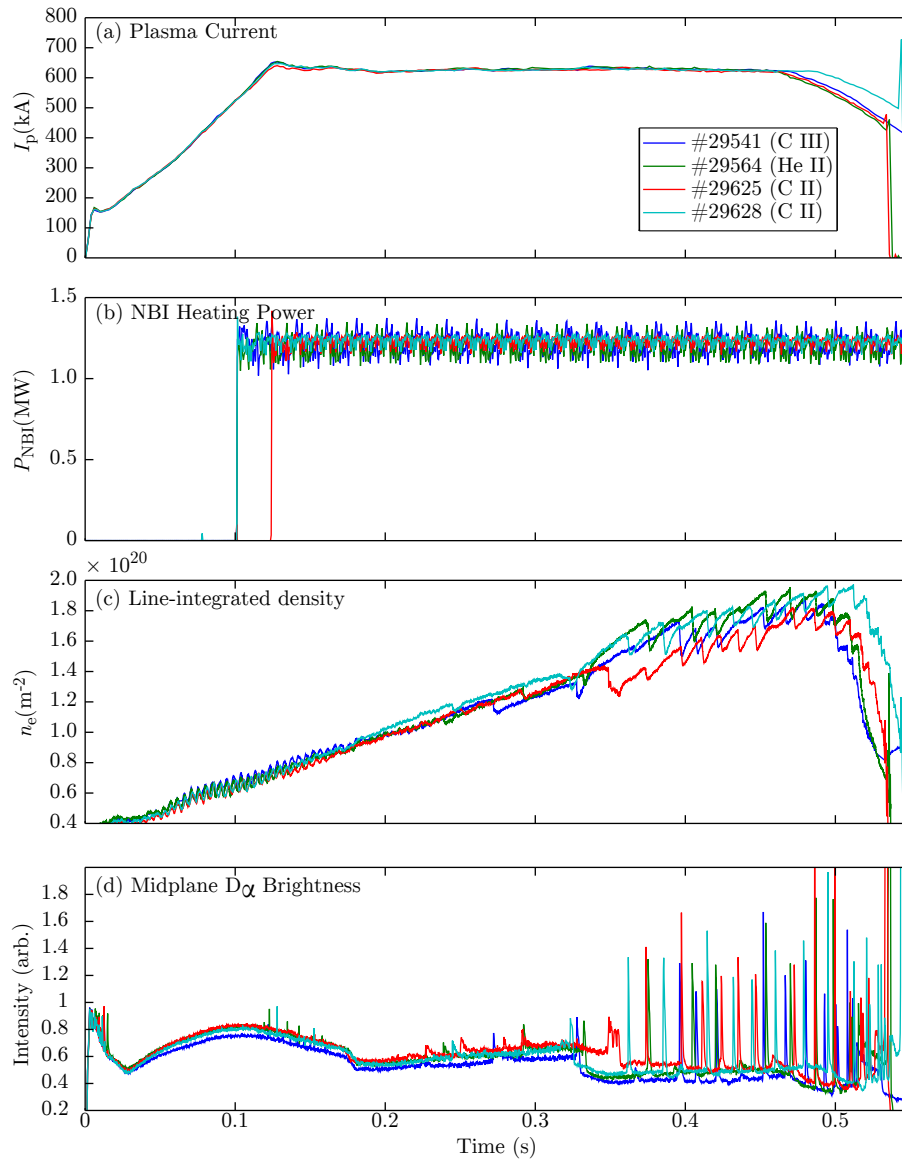 (a) Plasma Current
800
700
600
500
400
300
200
100
0
I_p(kA)
#29541 (C III)
#29564 (He II)
#29625 (C II)
#29628 (C II)
(b) NBI Heating Power
1.5
1.0
0.5
0
P_NBI(MW)
× 10^20
(c) Line-integrated density
2.0
1.8
1.6
1.4
1.2
1.0
0.8
0.6
0.4
n_e(m^-2)
(d) Midplane D_α Brightness
1.8
1.6
1.4
1.2
1
0.8
0.6
0.4
0.2
Intensity (arb.)
0 0.1 0.2 0.3 0.4 0.5
Time (s)